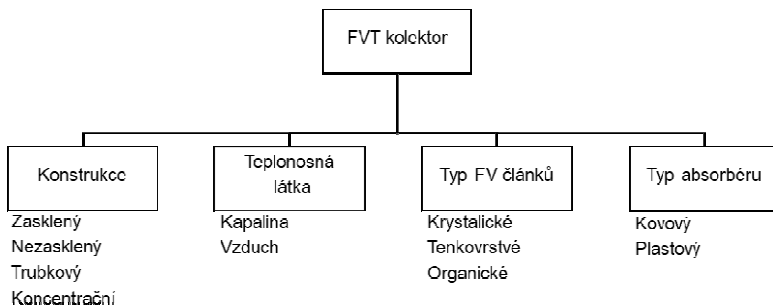 FVT kolektor
Konstrukce
Teplonosná
látka
Typ FV článků
Typ absorbéru
Zasklený
Nezasklený
Trubkový
Koncentrační
Kapalina
Vzduch
Krystalické
Tenkovrstvé
Organické
Kovový
Plastový